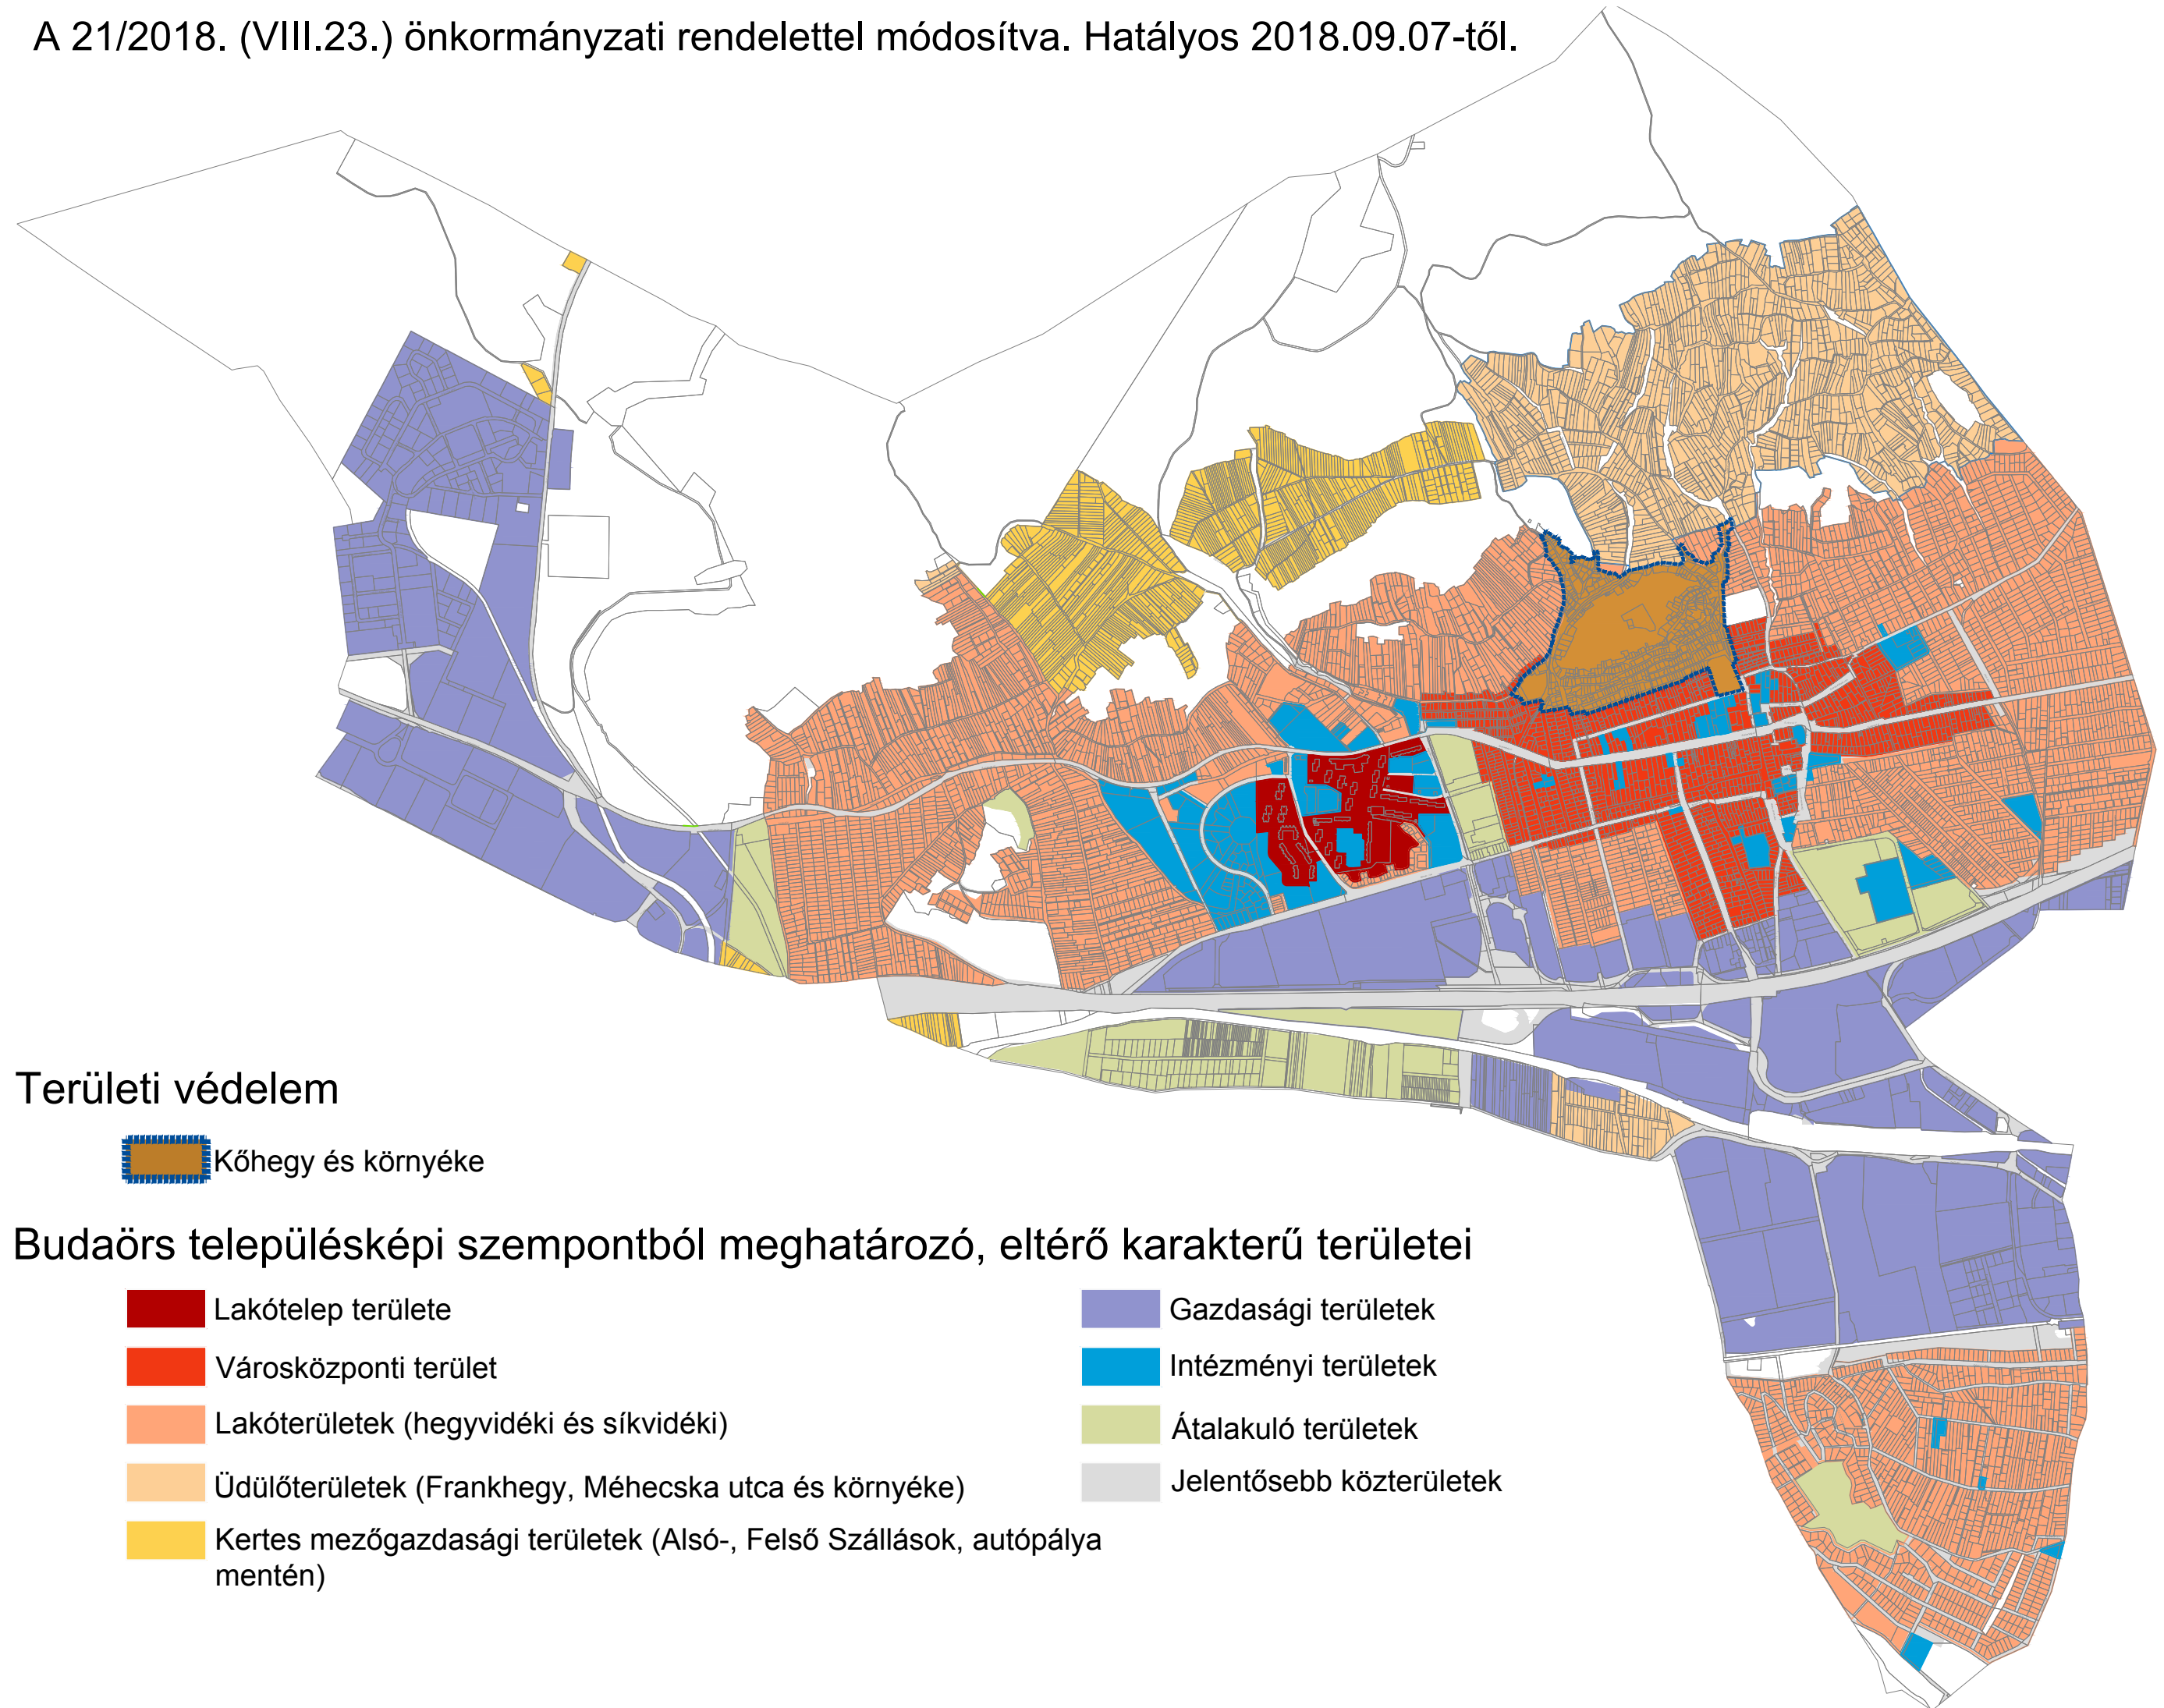 A 21/2018. (VIII.23.) önkormányzati rendelettel módosítva. Hatályos 2018.09.07-től.
Területi védelem
Kőhegy és környéke
Budaörs településképi szempontból meghatározó, eltérő karakterű területei
Lakótelep területe
Városközponti terület
Lakóterületek (hegyvidéki és síkvidéki)
Üdülőterületek (Frankhegy, Méhecska utca és környéke)
Kertes mezőgazdasági területek (Alsó-, Felső Szállások, autópálya
mentén)
Gazdasági területek
Intézményi területek
Átalakuló területek
Jelentősebb közterületek